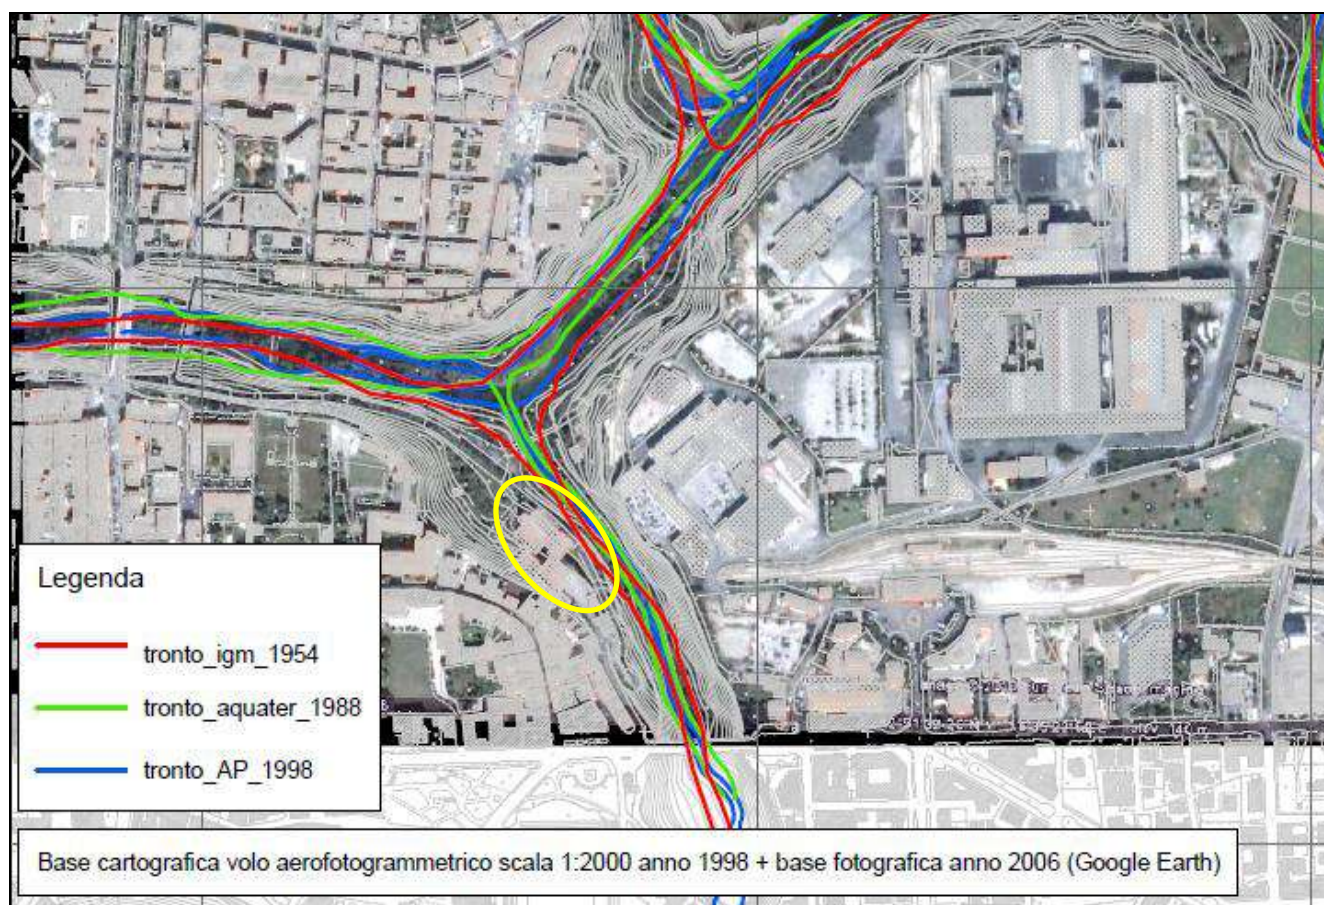 Legenda
tronto_igm_1954
tronto_aquater_1988
tronto_AP_1998
Base cartografica volo aerofotogrammetrico scala 1:2000 anno 1998 + base fotografica anno 2006 (Google Earth)